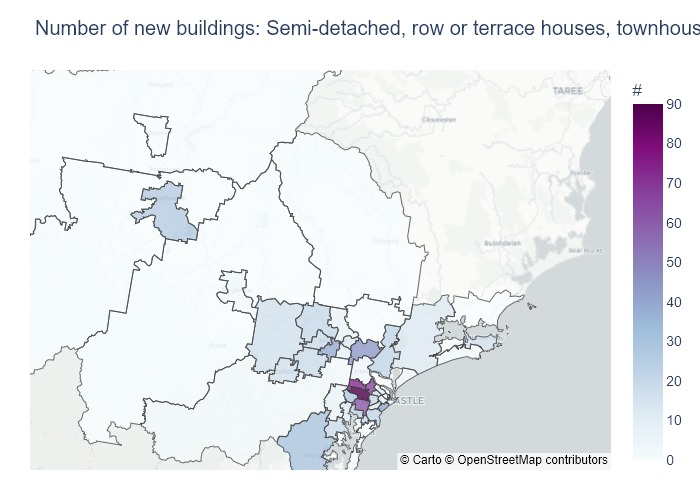 Number of new buildings: Semi-detached, row or terrace houses, townhous
#
90
80
70
60
50
40
30
20
10
0
TAREE
Gloucester
Bulahdelah
ASTLE
© Carto © OpenStreetMap contributors